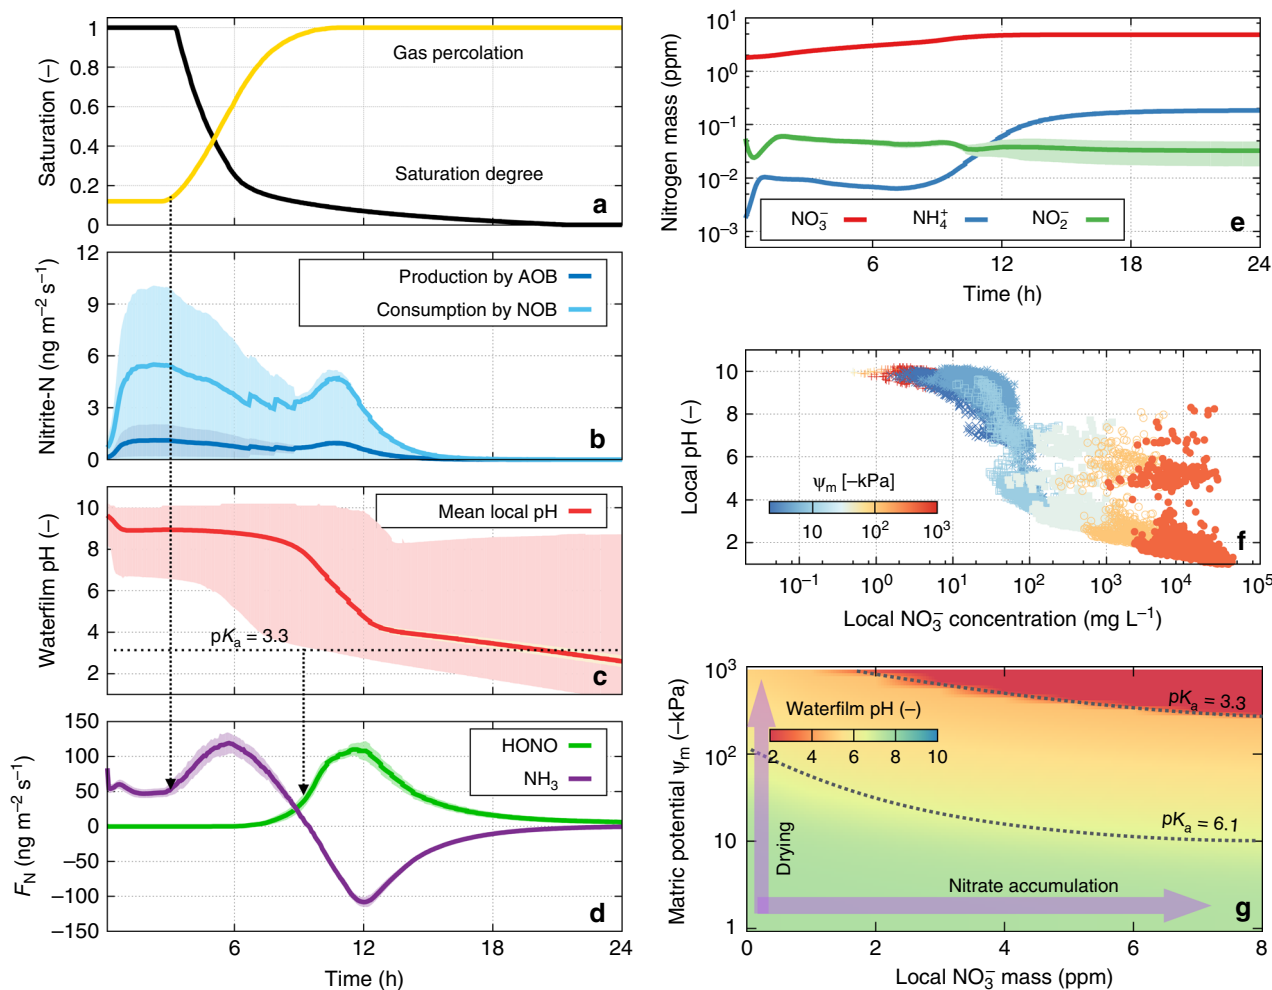 1
0.8
0.6
0.4
0.2
0
Saturation (–)
Gas percolation
Saturation degree
a
12
9
6
3
0
Nitrite-N (ng m⁻² s⁻¹)
Production by AOB
Consumption by NOB
b
10
8
6
4
2
Waterfilm pH (–)
Mean local pH
pKₐ = 3.3
c
150
100
50
0
–50
–100
–150
F_N (ng m⁻² s⁻¹)
HONO
NH₃
d
6 12 18 24
Time (h)
10¹
10⁰
10⁻¹
10⁻²
10⁻³
Nitrogen mass (ppm)
NO₃⁻ NH₄⁺ NO₂⁻
e
6 12 18 24
Time (h)
10
8
6
4
2
Local pH (–)
ψₘ [–kPa]
10 10² 10³
f
10⁻¹ 10⁰ 10¹ 10² 10³ 10⁴ 10⁵
Local NO₃⁻ concentration (mg L⁻¹)
10³
10²
10
1
Matric potential ψₘ (–kPa)
pKₐ = 3.3
Waterfilm pH (–)
2 4 6 8 10
pKₐ = 6.1
Drying
Nitrate accumulation
g
0 2 4 6 8
Local NO₃⁻ mass (ppm)